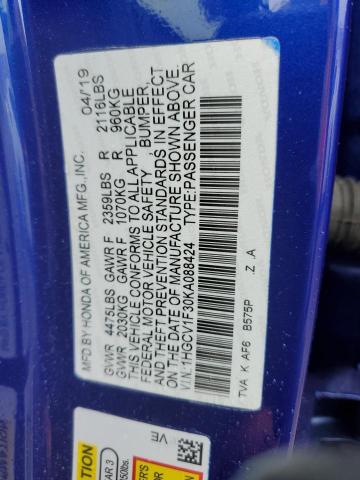 MFD BY HONDA OF AMERICA MFG.,INC. 04/19
GVWR 4475LBS GAWR F 2359LBS R 2116LBS
GVWR 2030KG GAWR F 1070KG R 960KG
THIS VEHICLE CONFORMS TO ALL APPLICABLE
FEDERAL MOTOR VEHICLE SAFETY , BUMPER,
AND THEFT PREVENTION STANDARDS IN EFFECT
ON THE DATE OF MANUFACTURE SHOWN ABOVE.
V.I.N:1HGCV1F30KA088424 TYPE:PASSENGER CAR
TVA K AF6 B575P .Z .A